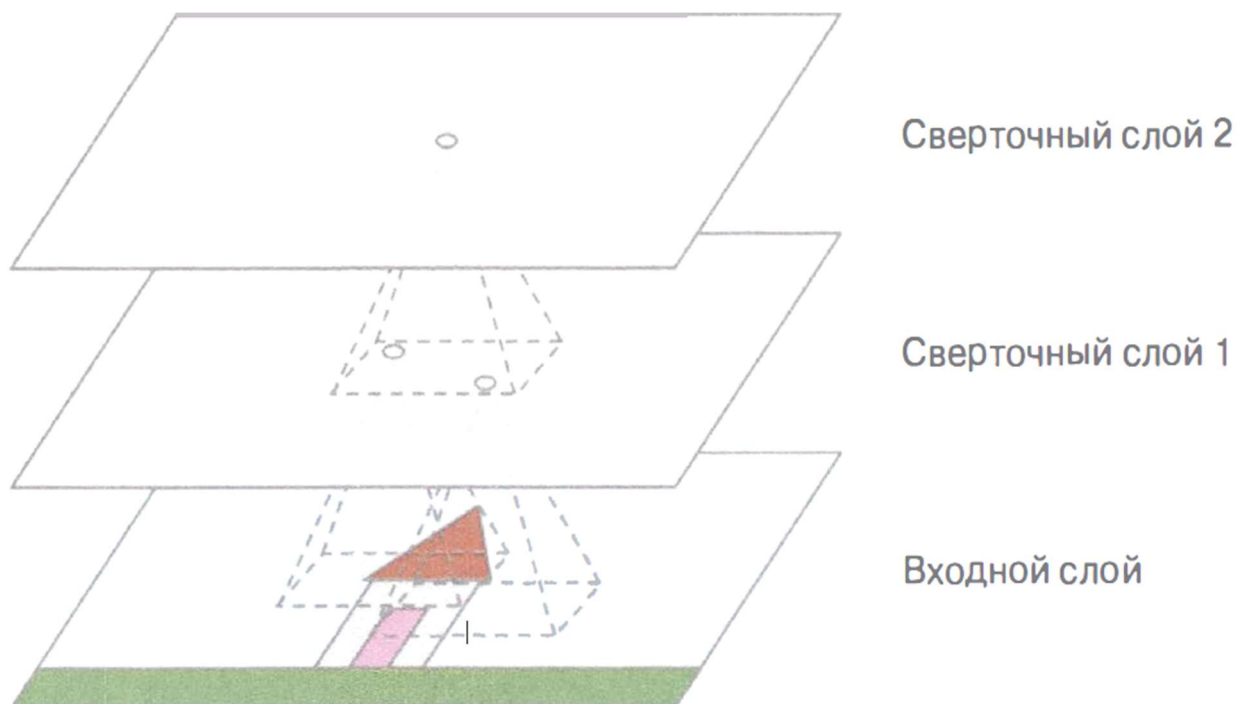 Сверточный слой 2
Сверточный слой 1
Входной слой